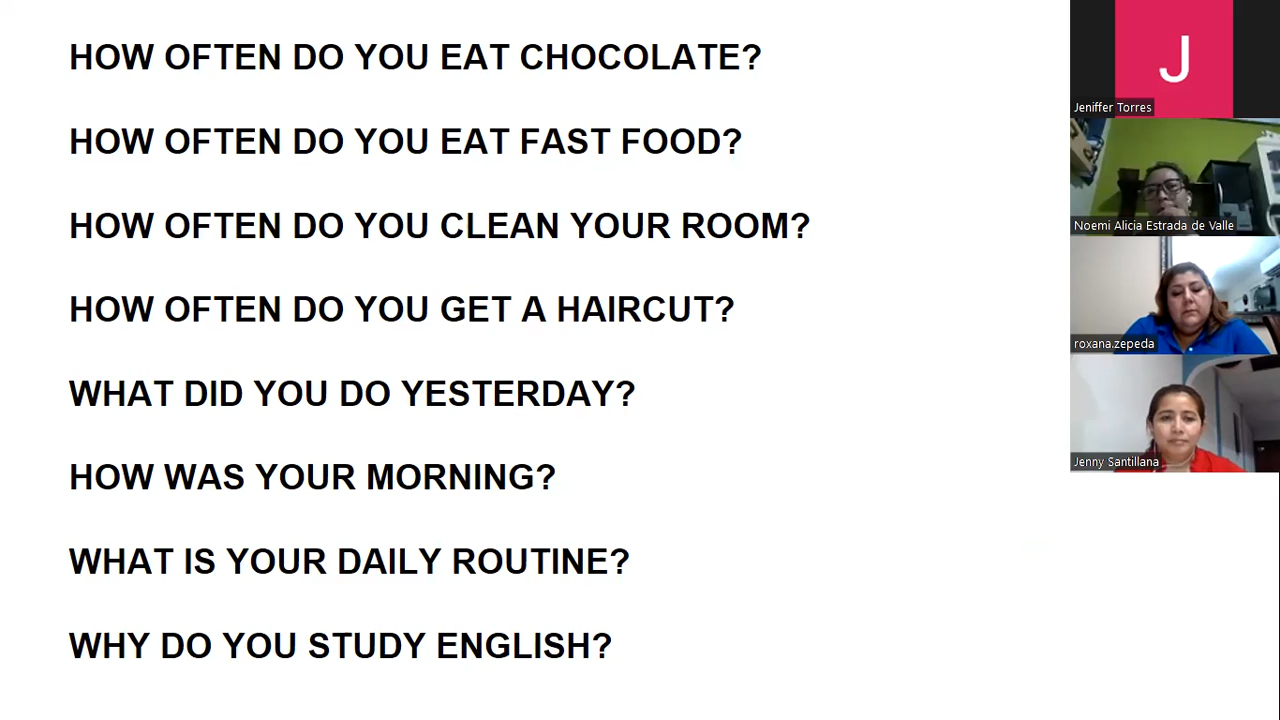 HOW OFTEN DO YOU EAT CHOCOLATE?
HOW OFTEN DO YOU EAT FAST FOOD?
HOW OFTEN DO YOU CLEAN YOUR ROOM?
HOW OFTEN DO YOU GET A HAIRCUT?
WHAT DID YOU DO YESTERDAY?
HOW WAS YOUR MORNING?
WHAT IS YOUR DAILY ROUTINE?
WHY DO YOU STUDY ENGLISH?
J
Jeniffer Torres
Noemi Alicia Estrada de Valle
roxana.zepeda
Jenny Santillana